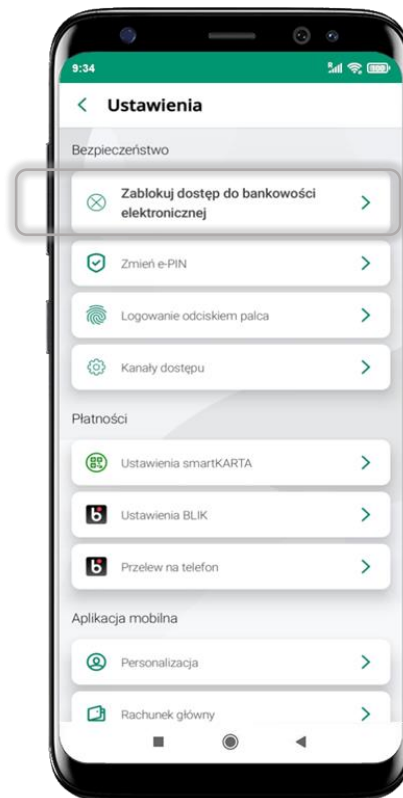 9:34
Ustawienia
Bezpieczeństwo
Zablokuj dostęp do bankowości
elektronicznej
Zmień e-PIN
Logowanie odciskiem palca
Kanały dostępu
Płatności
Ustawienia smartKARTA
Ustawienia BLIK
Przelew na telefon
Aplikacja mobilna
Personalizacja
Rachunek główny